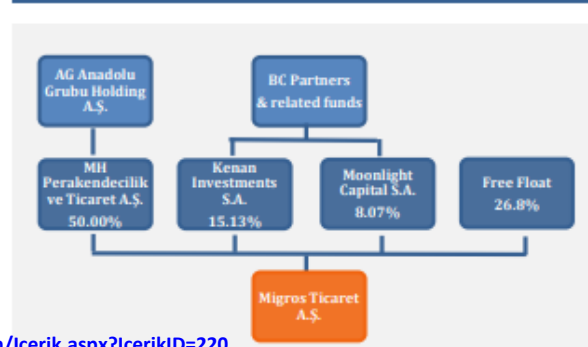 AG Anadolu
Grubu Holding
A.Ş.
BC Partners
& related funds
MH
Perakendecilik
ve Ticaret A.Ş.
50.00%
Kenan
Investments
S.A.
15.13%
Moonlight
Capital S.A.
8.07%
Free Float
26.8%
Migros Ticaret
A.Ş.
/Icerik.aspx?IcerikID=220